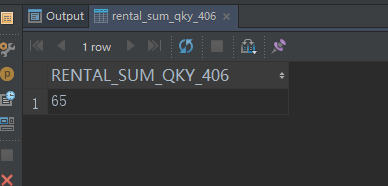 Output rental_sum_qky_406
1 row
RENTAL_SUM_QKY_406
1 65